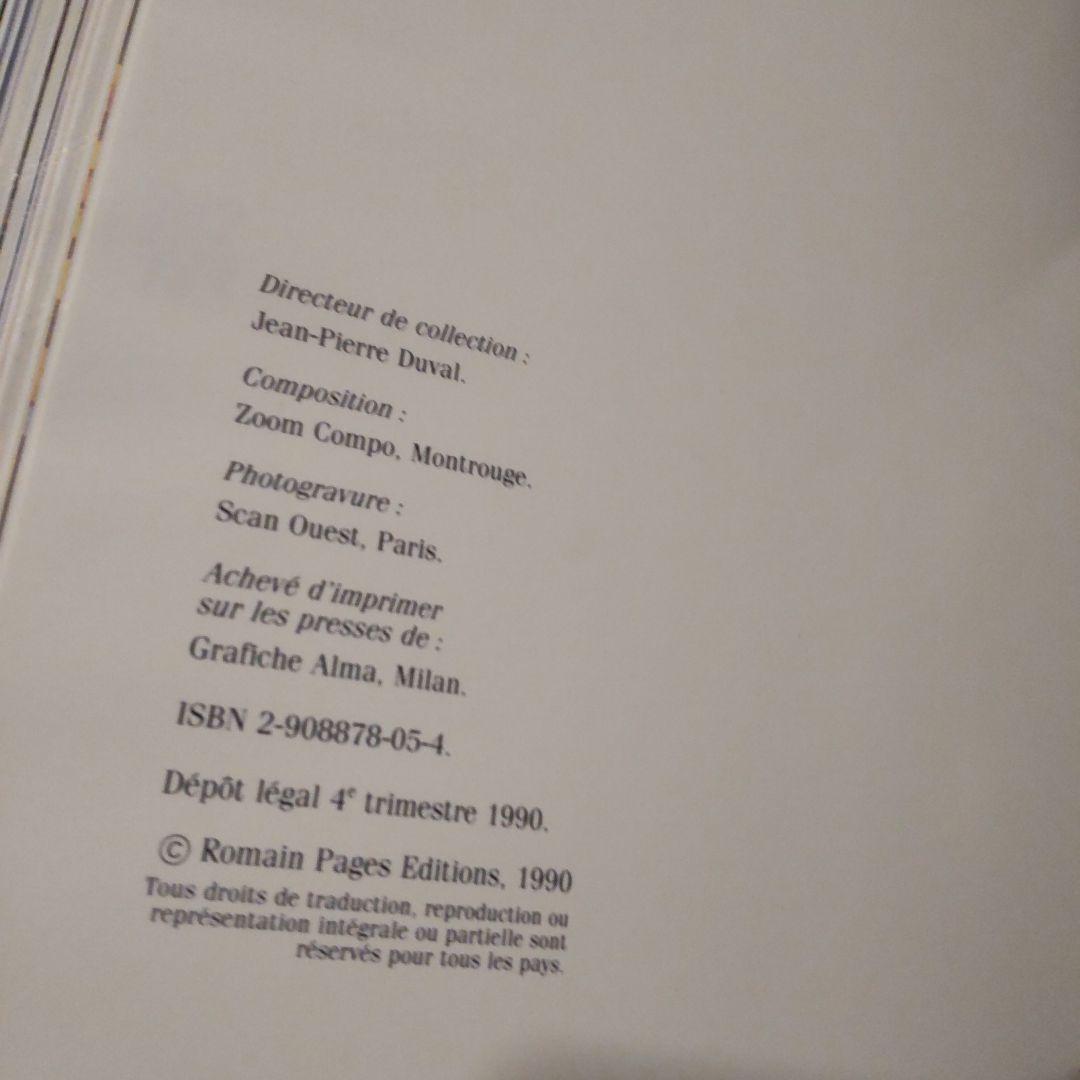 Directeur de collection :
Jean-Pierre Duval.
Composition :
Zoom Compo, Montrouge.
Photogravure :
Scan Ouest, Paris.
Achevé d'imprimer
sur les presses de :
Grafiche Alma, Milan.
ISBN 2-908878-05-4.
Dépôt légal 4e trimestre 1990.
© Romain Pages Editions, 1990
Tous droits de traduction, reproduction ou
représentation intégrale ou partielle sont
réservés pour tous les pays.